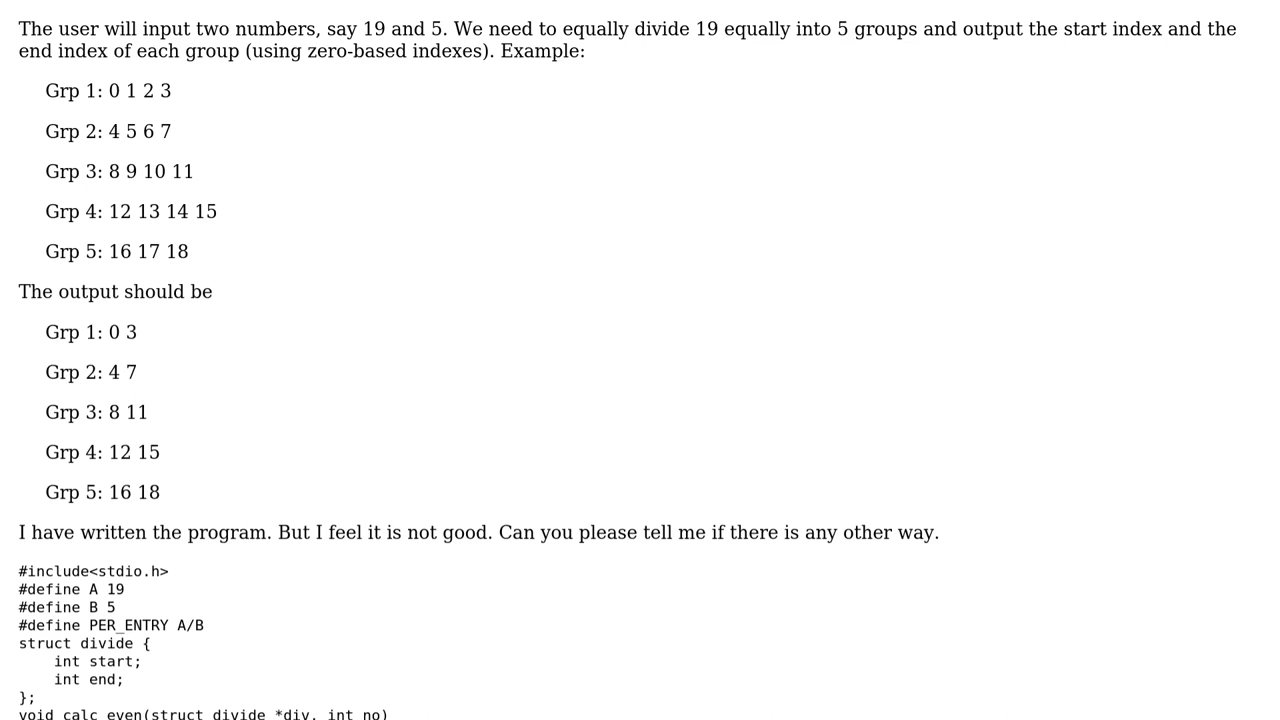 The user will input two numbers, say 19 and 5. We need to equally divide 19 equally into 5 groups and output the start index and the
end index of each group (using zero-based indexes). Example:
Grp 1: 0 1 2 3
Grp 2: 4 5 6 7
Grp 3: 8 9 10 11
Grp 4: 12 13 14 15
Grp 5: 16 17 18
The output should be
Grp 1: 0 3
Grp 2: 4 7
Grp 3: 8 11
Grp 4: 12 15
Grp 5: 16 18
I have written the program. But I feel it is not good. Can you please tell me if there is any other way.
#include<stdio.h>
#define A 19
#define B 5
#define PER_ENTRY A/B
struct divide {
    int start;
    int end;
};
void calc_even(struct divide *div, int no)